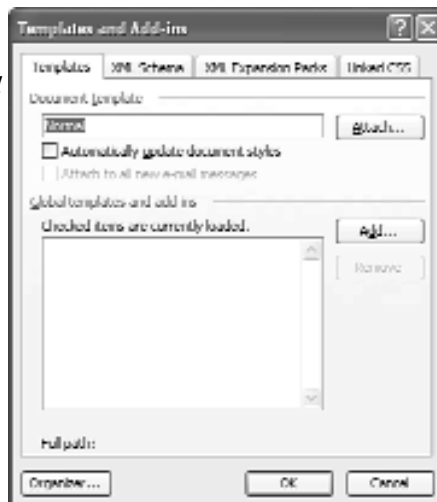 Templates and Add-ins
Templates XML Schema XML Expansion Packs Linked CSS
Document template
Normal Attach...
Automatically update document styles
Attach to all new e-mail messages
Global templates and add-ins
Checked items are currently loaded. Add...
Remove
Full path:
Organizer... OK Cancel